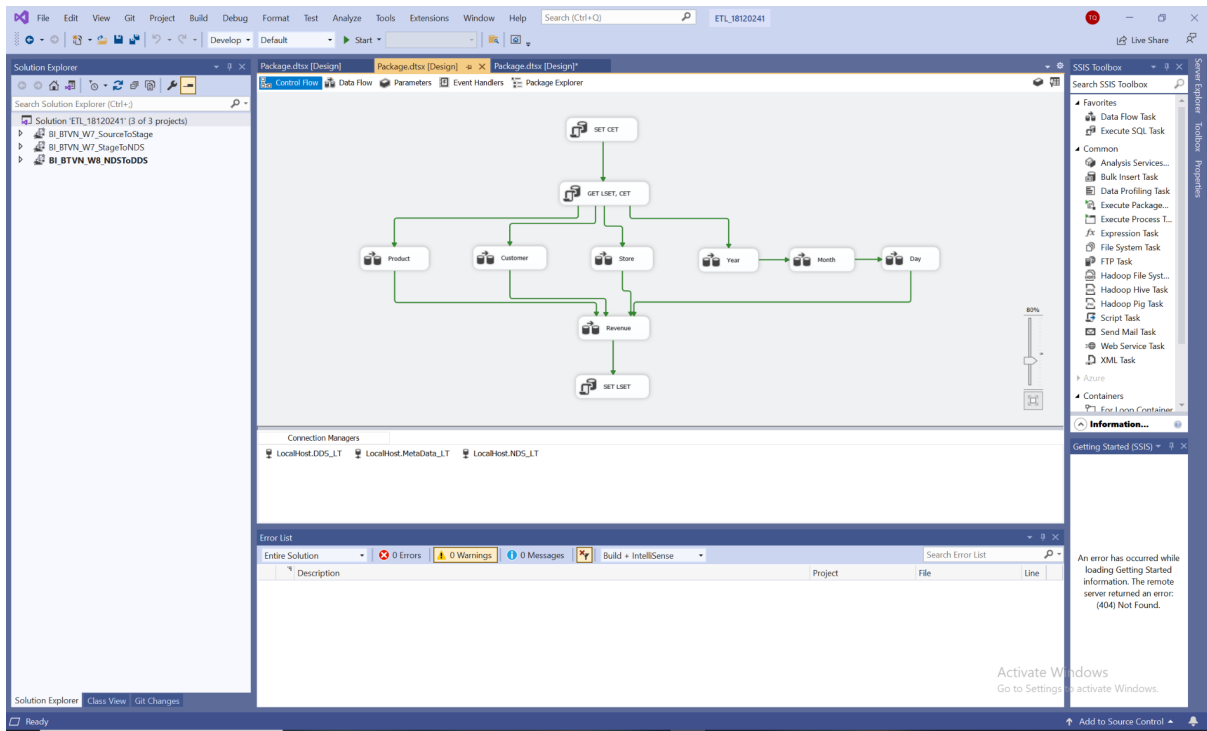 File Edit View Git Project Build Debug Format Test Analyze Tools Extensions Window Help Search (Ctrl+Q) ETL_18120241 TQ
Develop Default Start Live Share
Solution Explorer
Search Solution Explorer (Ctrl+;)
Solution 'ETL_18120241' (3 of 3 projects)
BI_BTVN_W7_SourceToStage
BI_BTVN_W7_StageToNDS
BI_BTVN_W8_NDSToDDS
Solution Explorer Class View Git Changes
Package.dtsx [Design] Package.dtsx [Design] Package.dtsx [Design]*
Control Flow Data Flow Parameters Event Handlers Package Explorer
SET CET
GET LSET, CET
Product Customer Store Year Month Day
Revenue
SET LSET
80%
Connection Managers
LocalHost.DDS_LT LocalHost.MetaData_LT LocalHost.NDS_LT
Error List
Entire Solution 0 Errors 0 Warnings 0 Messages Build + IntelliSense Search Error List
Description Project File Line
SSIS Toolbox
Search SSIS Toolbox
Favorites
Data Flow Task
Execute SQL Task
Common
Analysis Services...
Bulk Insert Task
Data Profiling Task
Execute Package...
Execute Process T...
Expression Task
File System Task
FTP Task
Hadoop File Syst...
Hadoop Hive Task
Hadoop Pig Task
Script Task
Send Mail Task
Web Service Task
XML Task
Azure
Containers
For Loop Container
Information...
Getting Started (SSIS)
An error has occurred while
loading Getting Started
information. The remote
server returned an error:
(404) Not Found.
Server Explorer
Toolbox
Properties
Activate Windows
Go to Settings to activate Windows.
Ready Add to Source Control